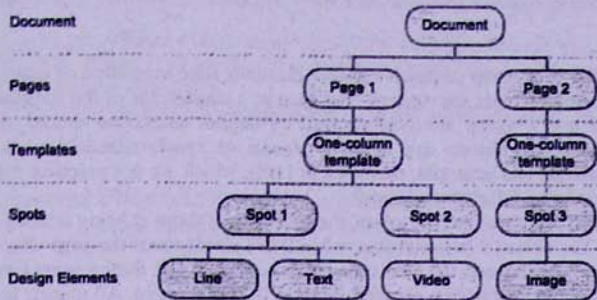 Document Document
Pages Page 1 Page 2
Templates One-column template One-column template
Spots Spot 1 Spot 2 Spot 3
Design Elements Line Text Video Image